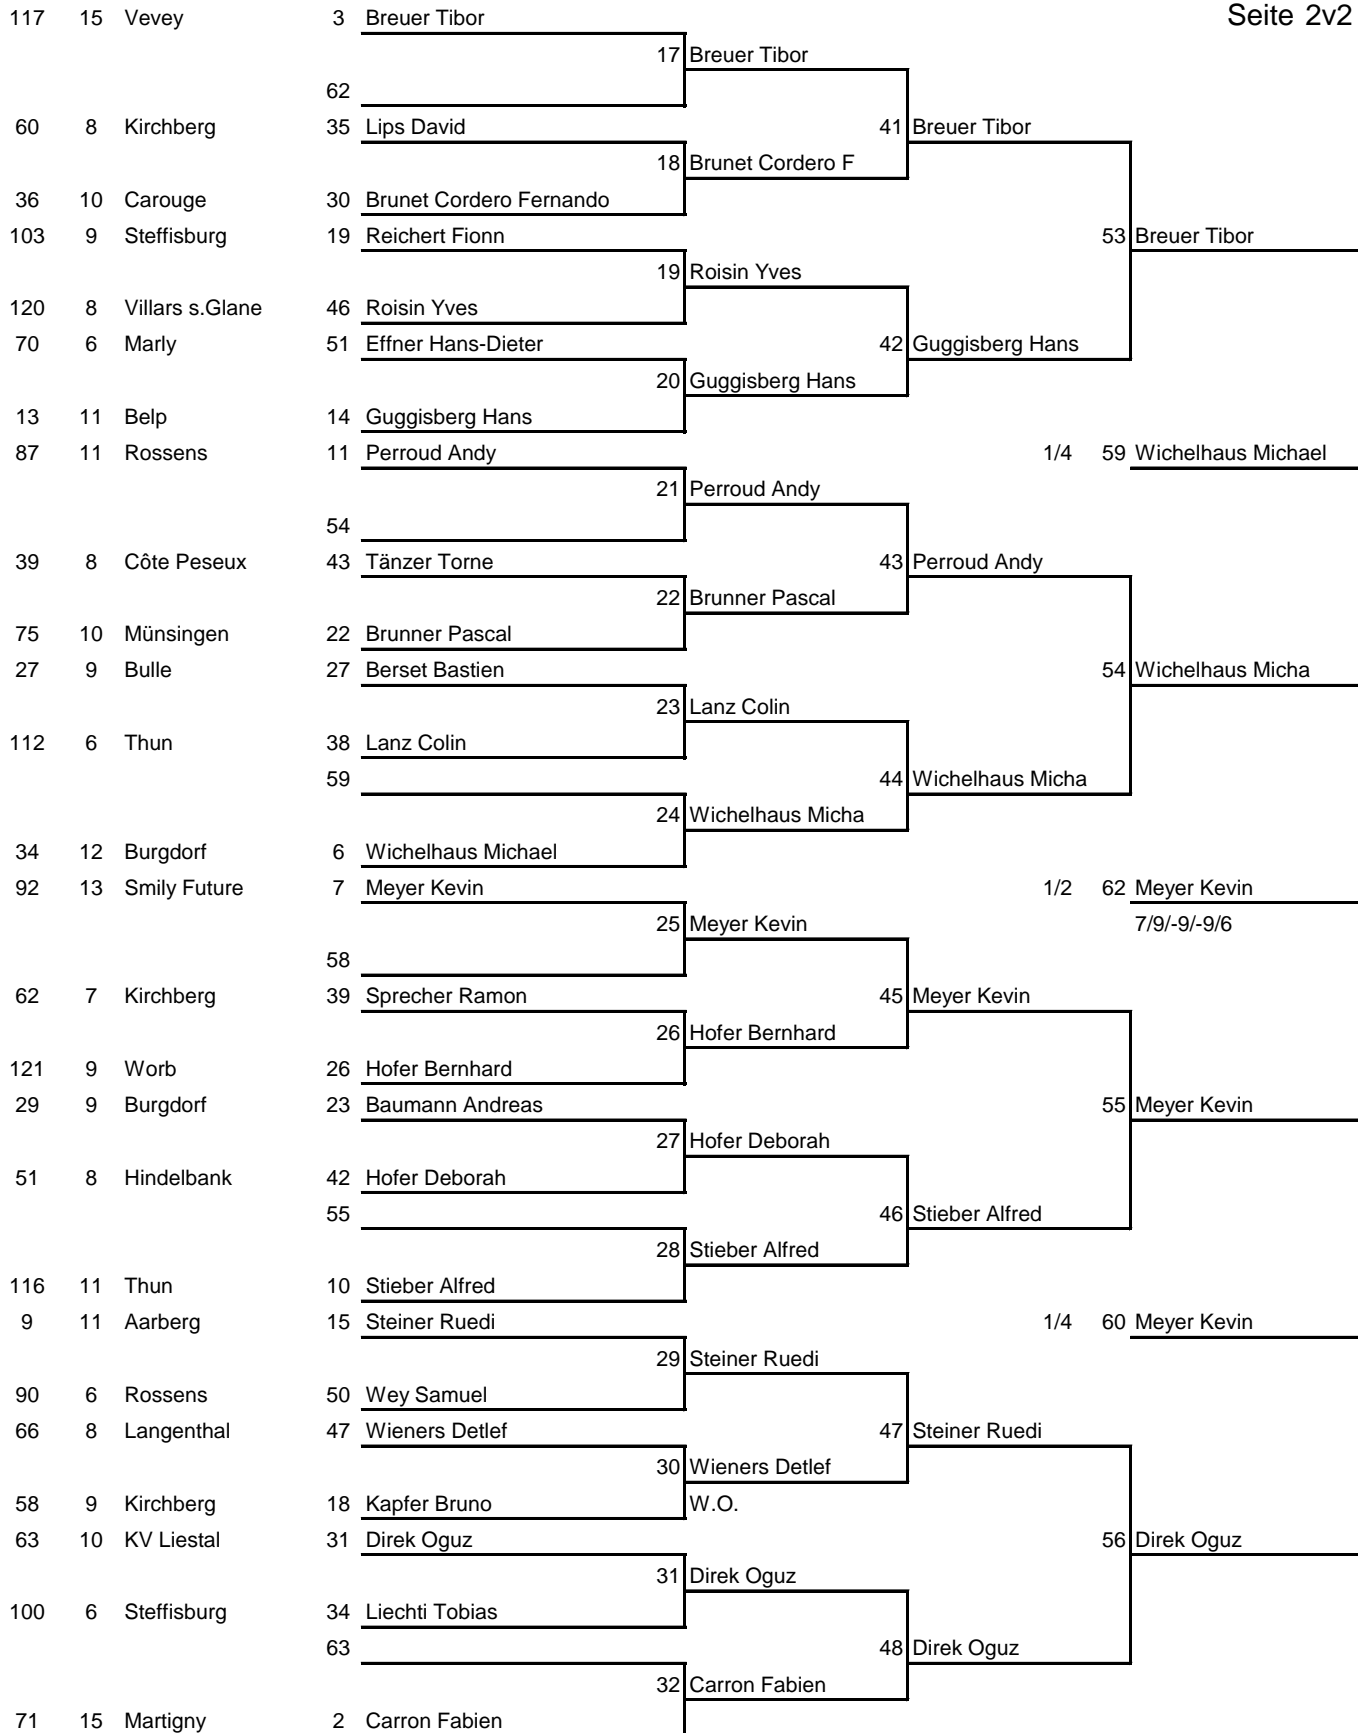 117 15 Vevey 3 Breuer Tibor Seite 2v2
17 Breuer Tibor
62
60 8 Kirchberg 35 Lips David 41 Breuer Tibor
18 Brunet Cordero F
36 10 Carouge 30 Brunet Cordero Fernando
103 9 Steffisburg 19 Reichert Fionn 53 Breuer Tibor
19 Roisin Yves
120 8 Villars s.Glane 46 Roisin Yves
70 6 Marly 51 Effner Hans-Dieter 42 Guggisberg Hans
20 Guggisberg Hans
13 11 Belp 14 Guggisberg Hans
87 11 Rossens 11 Perroud Andy 1/4 59 Wichelhaus Michael
21 Perroud Andy
54
39 8 Côte Peseux 43 Tänzer Torne 43 Perroud Andy
22 Brunner Pascal
75 10 Münsingen 22 Brunner Pascal
27 9 Bulle 27 Berset Bastien 54 Wichelhaus Micha
23 Lanz Colin
112 6 Thun 38 Lanz Colin
59 44 Wichelhaus Micha
24 Wichelhaus Micha
34 12 Burgdorf 6 Wichelhaus Michael
92 13 Smily Future 7 Meyer Kevin 1/2 62 Meyer Kevin
25 Meyer Kevin 7/9/-9/-9/6
58
62 7 Kirchberg 39 Sprecher Ramon 45 Meyer Kevin
26 Hofer Bernhard
121 9 Worb 26 Hofer Bernhard
29 9 Burgdorf 23 Baumann Andreas 55 Meyer Kevin
27 Hofer Deborah
51 8 Hindelbank 42 Hofer Deborah
55 46 Stieber Alfred
28 Stieber Alfred
116 11 Thun 10 Stieber Alfred
9 11 Aarberg 15 Steiner Ruedi 1/4 60 Meyer Kevin
29 Steiner Ruedi
90 6 Rossens 50 Wey Samuel
66 8 Langenthal 47 Wieners Detlef 47 Steiner Ruedi
30 Wieners Detlef
58 9 Kirchberg 18 Kapfer Bruno W.O.
63 10 KV Liestal 31 Direk Oguz 56 Direk Oguz
31 Direk Oguz
100 6 Steffisburg 34 Liechti Tobias
63 48 Direk Oguz
32 Carron Fabien
71 15 Martigny 2 Carron Fabien